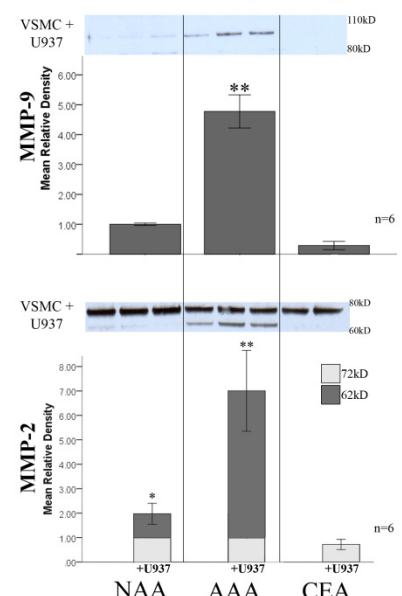 VSMC +
U937
110kD
80kD
MMP-9
Mean Relative Density
6.00
5.00
4.00
3.00
2.00
1.00
**
n=6
VSMC +
U937
80kD
60kD
MMP-2
Mean Relative Density
8.00
7.00
6.00
5.00
4.00
3.00
2.00
1.00
.00
*
**
72kD
62kD
n=6
+U937 +U937 +U937
NAA AAA CEA